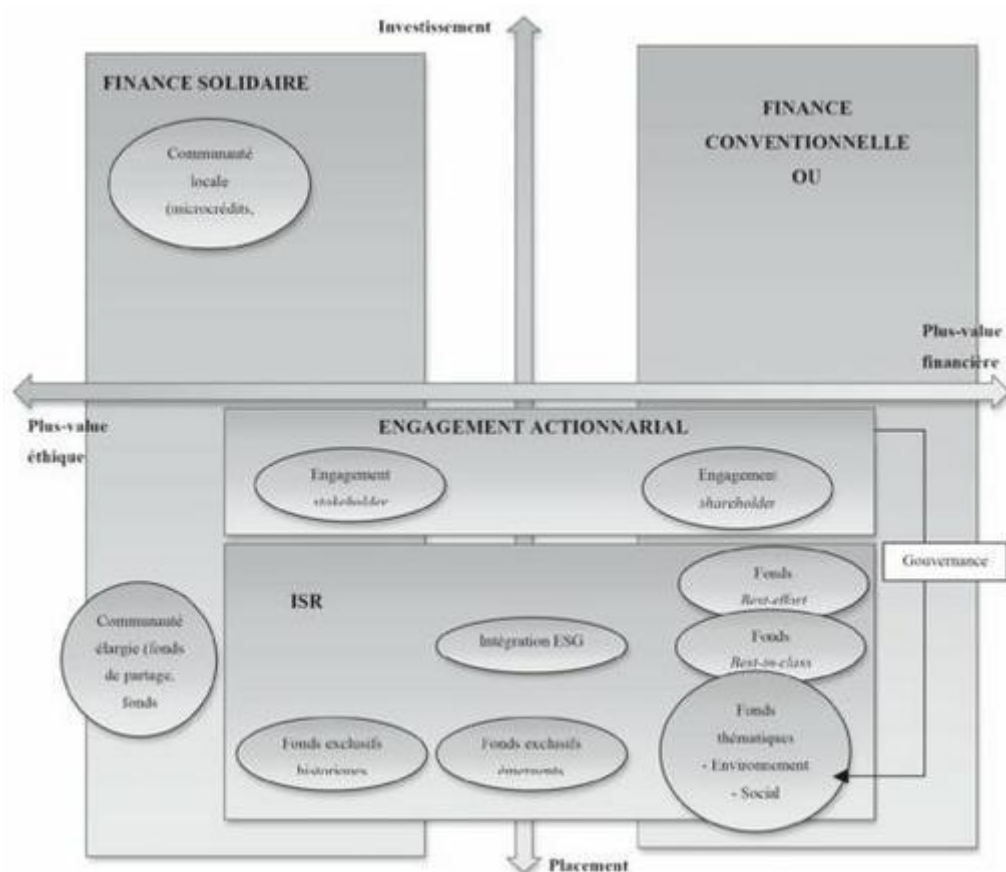 Investissement
FINANCE SOLIDAIRE
Communauté
locale
(microcrédits,
FINANCE
CONVENTIONNELLE
OU
Plus-value
financière
Plus-value
éthique
ENGAGEMENT ACTIONNARIAL
Engagement
stakeholder
Engagement
shareholder
Gouvernance
ISR
Fonds
Best-effort
Fonds
Best-in-class
Intégration ESG
Communauté
élargie (fonds
de partage,
fonds
Fonds exclusifs
historiques
Fonds exclusifs
émergents
Fonds
thématiques
- Environnement
- Social
Placement